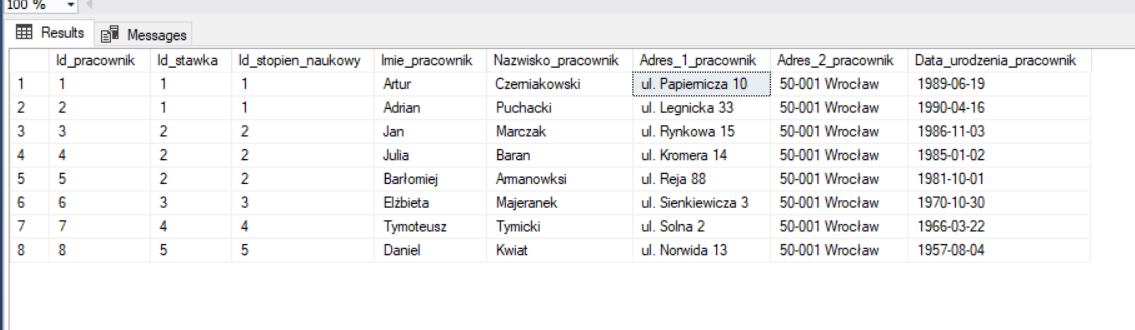 100 %
Results Messages
Id_pracownik Id_stawka Id_stopien_naukowy Imie_pracownik Nazwisko_pracownik Adres_1_pracownik Adres_2_pracownik Data_urodzenia_pracownik
1 1 1 1 Artur Czerniakowski ul. Papiernicza 10 50-001 Wrocław 1989-06-19
2 2 1 1 Adrian Puchacki ul. Legnicka 33 50-001 Wrocław 1990-04-16
3 3 2 2 Jan Marczak ul. Rynkowa 15 50-001 Wrocław 1986-11-03
4 4 2 2 Julia Baran ul. Kromera 14 50-001 Wrocław 1985-01-02
5 5 2 2 Barłomiej Armanowksi ul. Reja 88 50-001 Wrocław 1981-10-01
6 6 3 3 Elżbieta Majeranek ul. Sienkiewicza 3 50-001 Wrocław 1970-10-30
7 7 4 4 Tymoteusz Tymicki ul. Solna 2 50-001 Wrocław 1966-03-22
8 8 5 5 Daniel Kwiat ul. Norwida 13 50-001 Wrocław 1957-08-04